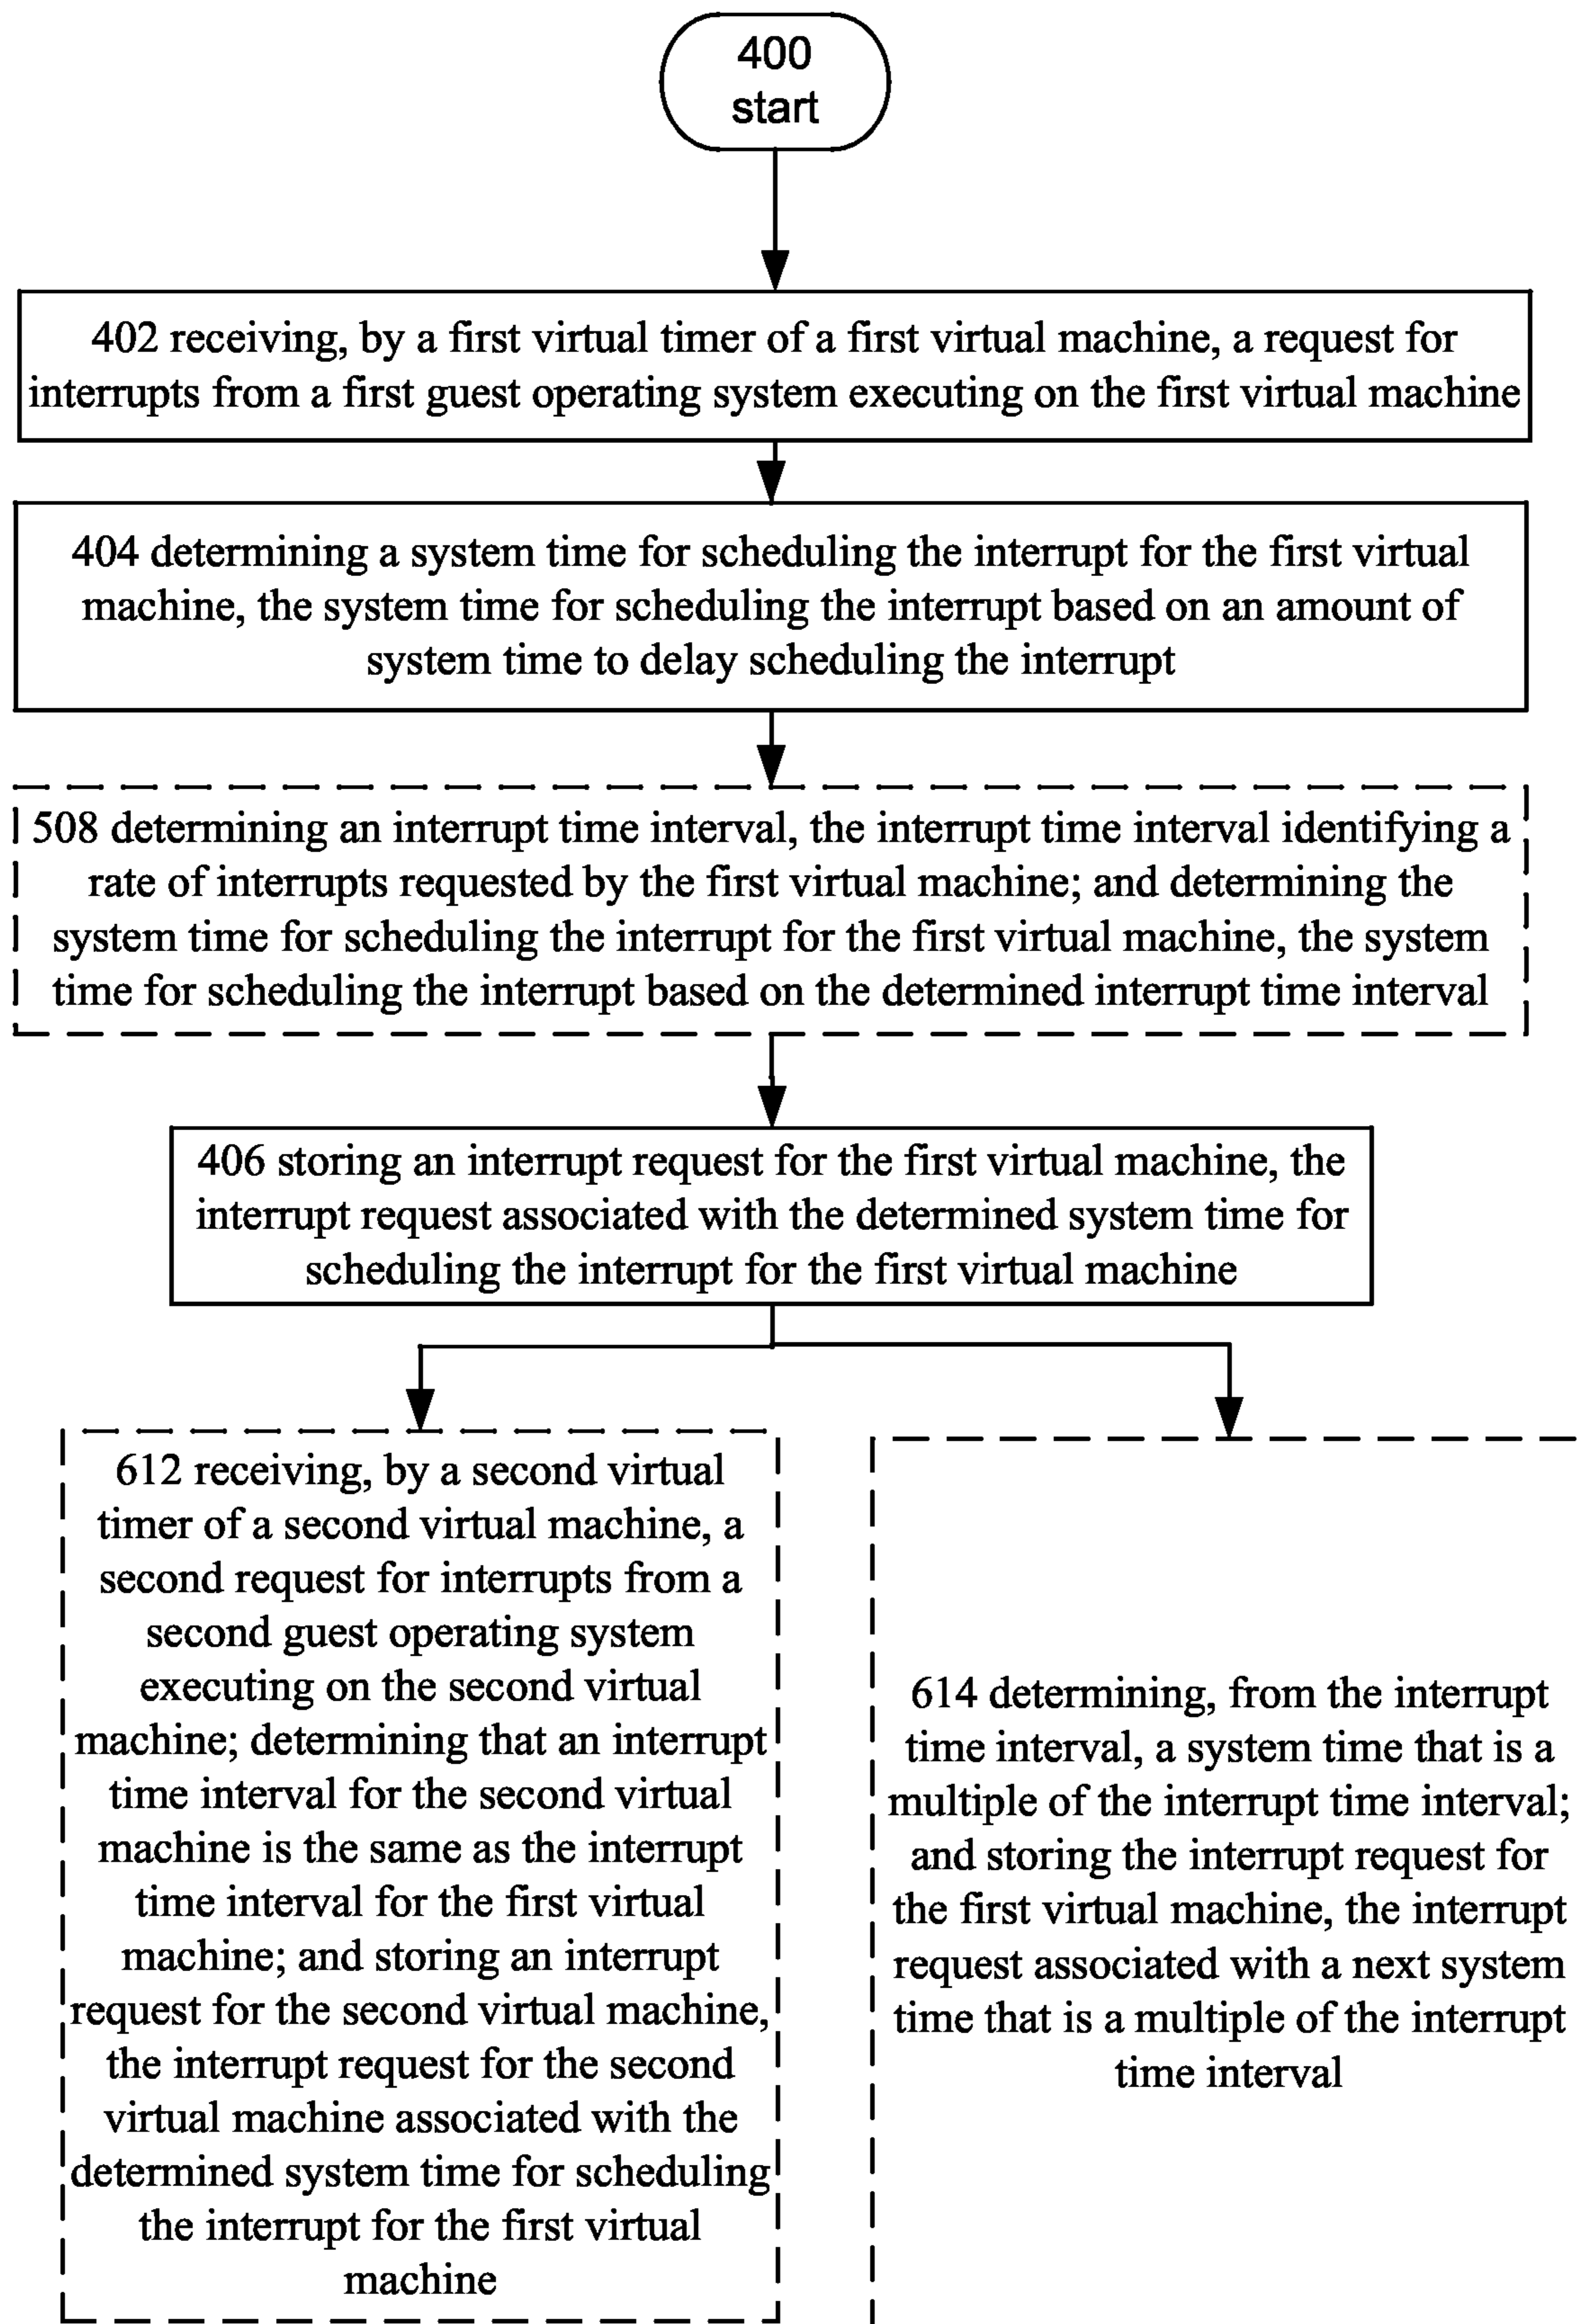 400
start
402 receiving, by a first virtual timer of a first virtual machine, a request for
interrupts from a first guest operating system executing on the first virtual machine
404 determining a system time for scheduling the interrupt for the first virtual
machine, the system time for scheduling the interrupt based on an amount of
system time to delay scheduling the interrupt
508 determining an interrupt time interval, the interrupt time interval identifying a
rate of interrupts requested by the first virtual machine; and determining the
system time for scheduling the interrupt for the first virtual machine, the system
time for scheduling the interrupt based on the determined interrupt time interval
406 storing an interrupt request for the first virtual machine, the
interrupt request associated with the determined system time for
scheduling the interrupt for the first virtual machine
612 receiving, by a second virtual
timer of a second virtual machine, a
second request for interrupts from a
second guest operating system
executing on the second virtual
machine; determining that an interrupt
time interval for the second virtual
machine is the same as the interrupt
time interval for the first virtual
machine; and storing an interrupt
request for the second virtual machine,
the interrupt request for the second
virtual machine associated with the
determined system time for scheduling
the interrupt for the first virtual
machine
614 determining, from the interrupt
time interval, a system time that is a
multiple of the interrupt time interval;
and storing the interrupt request for
the first virtual machine, the interrupt
request associated with a next system
time that is a multiple of the interrupt
time interval